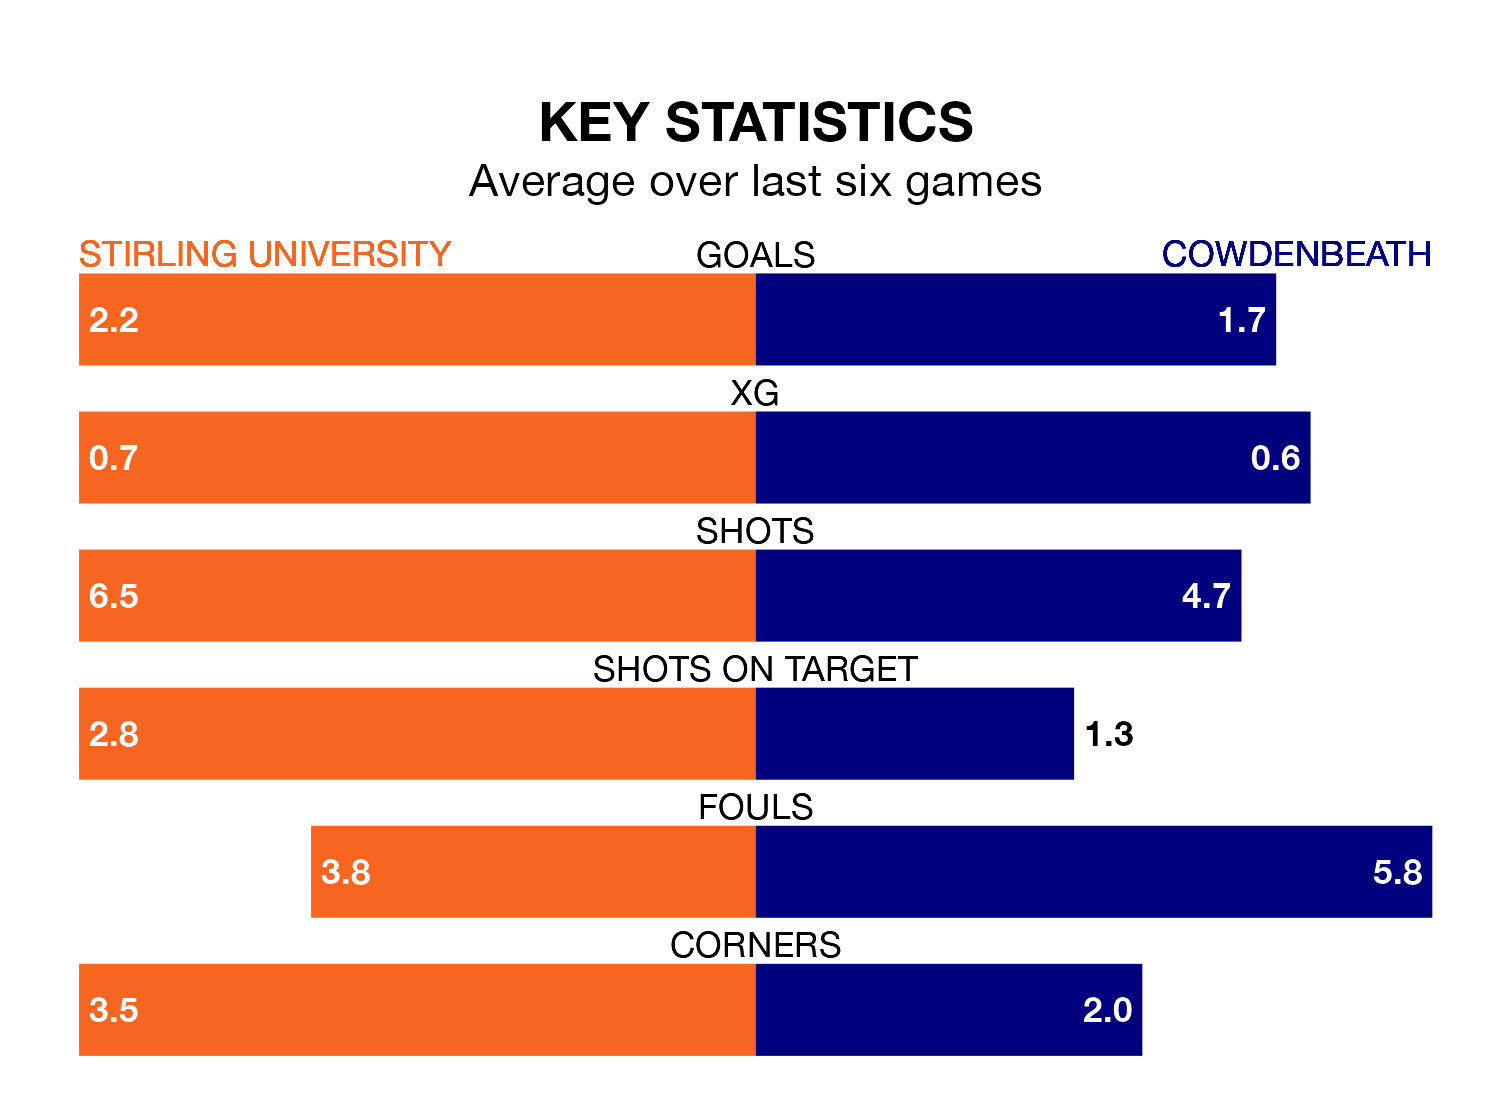 KEY STATISTICS
Average over last six games
STIRLING UNIVERSITY GOALS COWDENBEATH
2.2 1.7
XG
0.7 0.6
SHOTS
6.5 4.7
SHOTS ON TARGET
2.8 1.3
FOULS
3.8 5.8
CORNERS
3.5 2.0